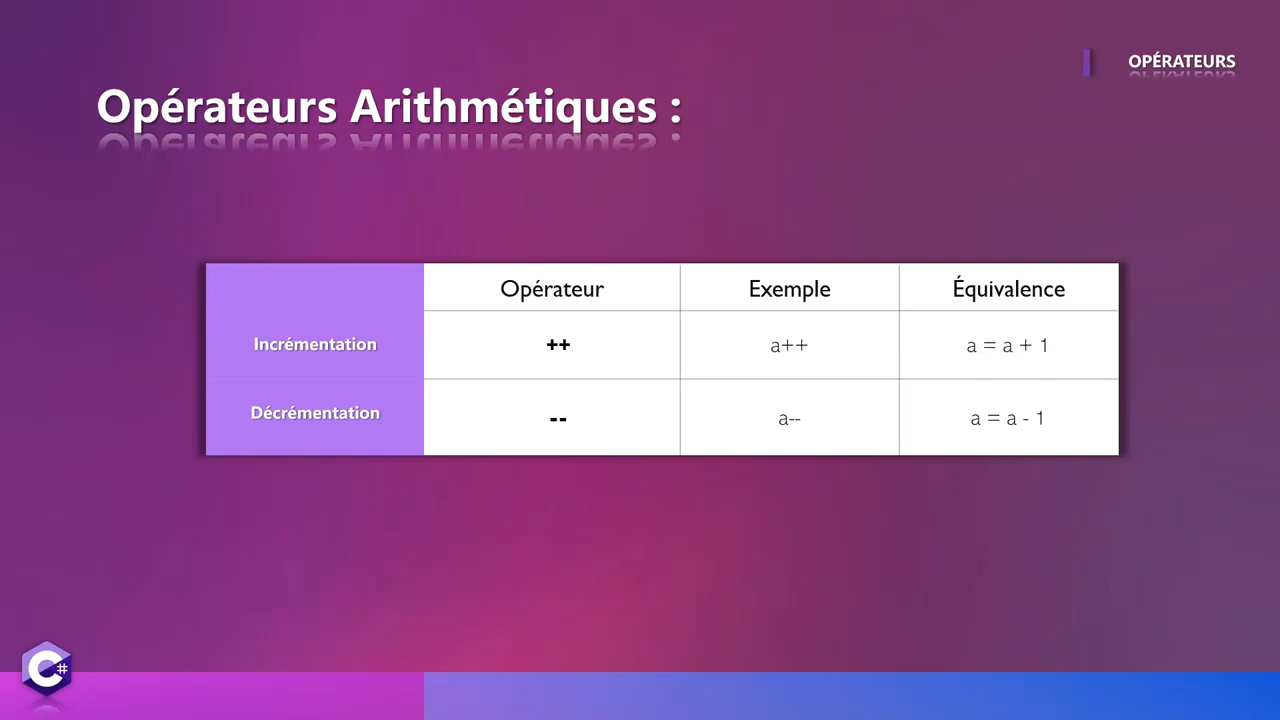 OPÉRATEURS
Opérateurs Arithmétiques :
Opérateur Exemple Équivalence
Incrémentation ++ a++ a = a + 1
Décrémentation -- a-- a = a - 1
C#